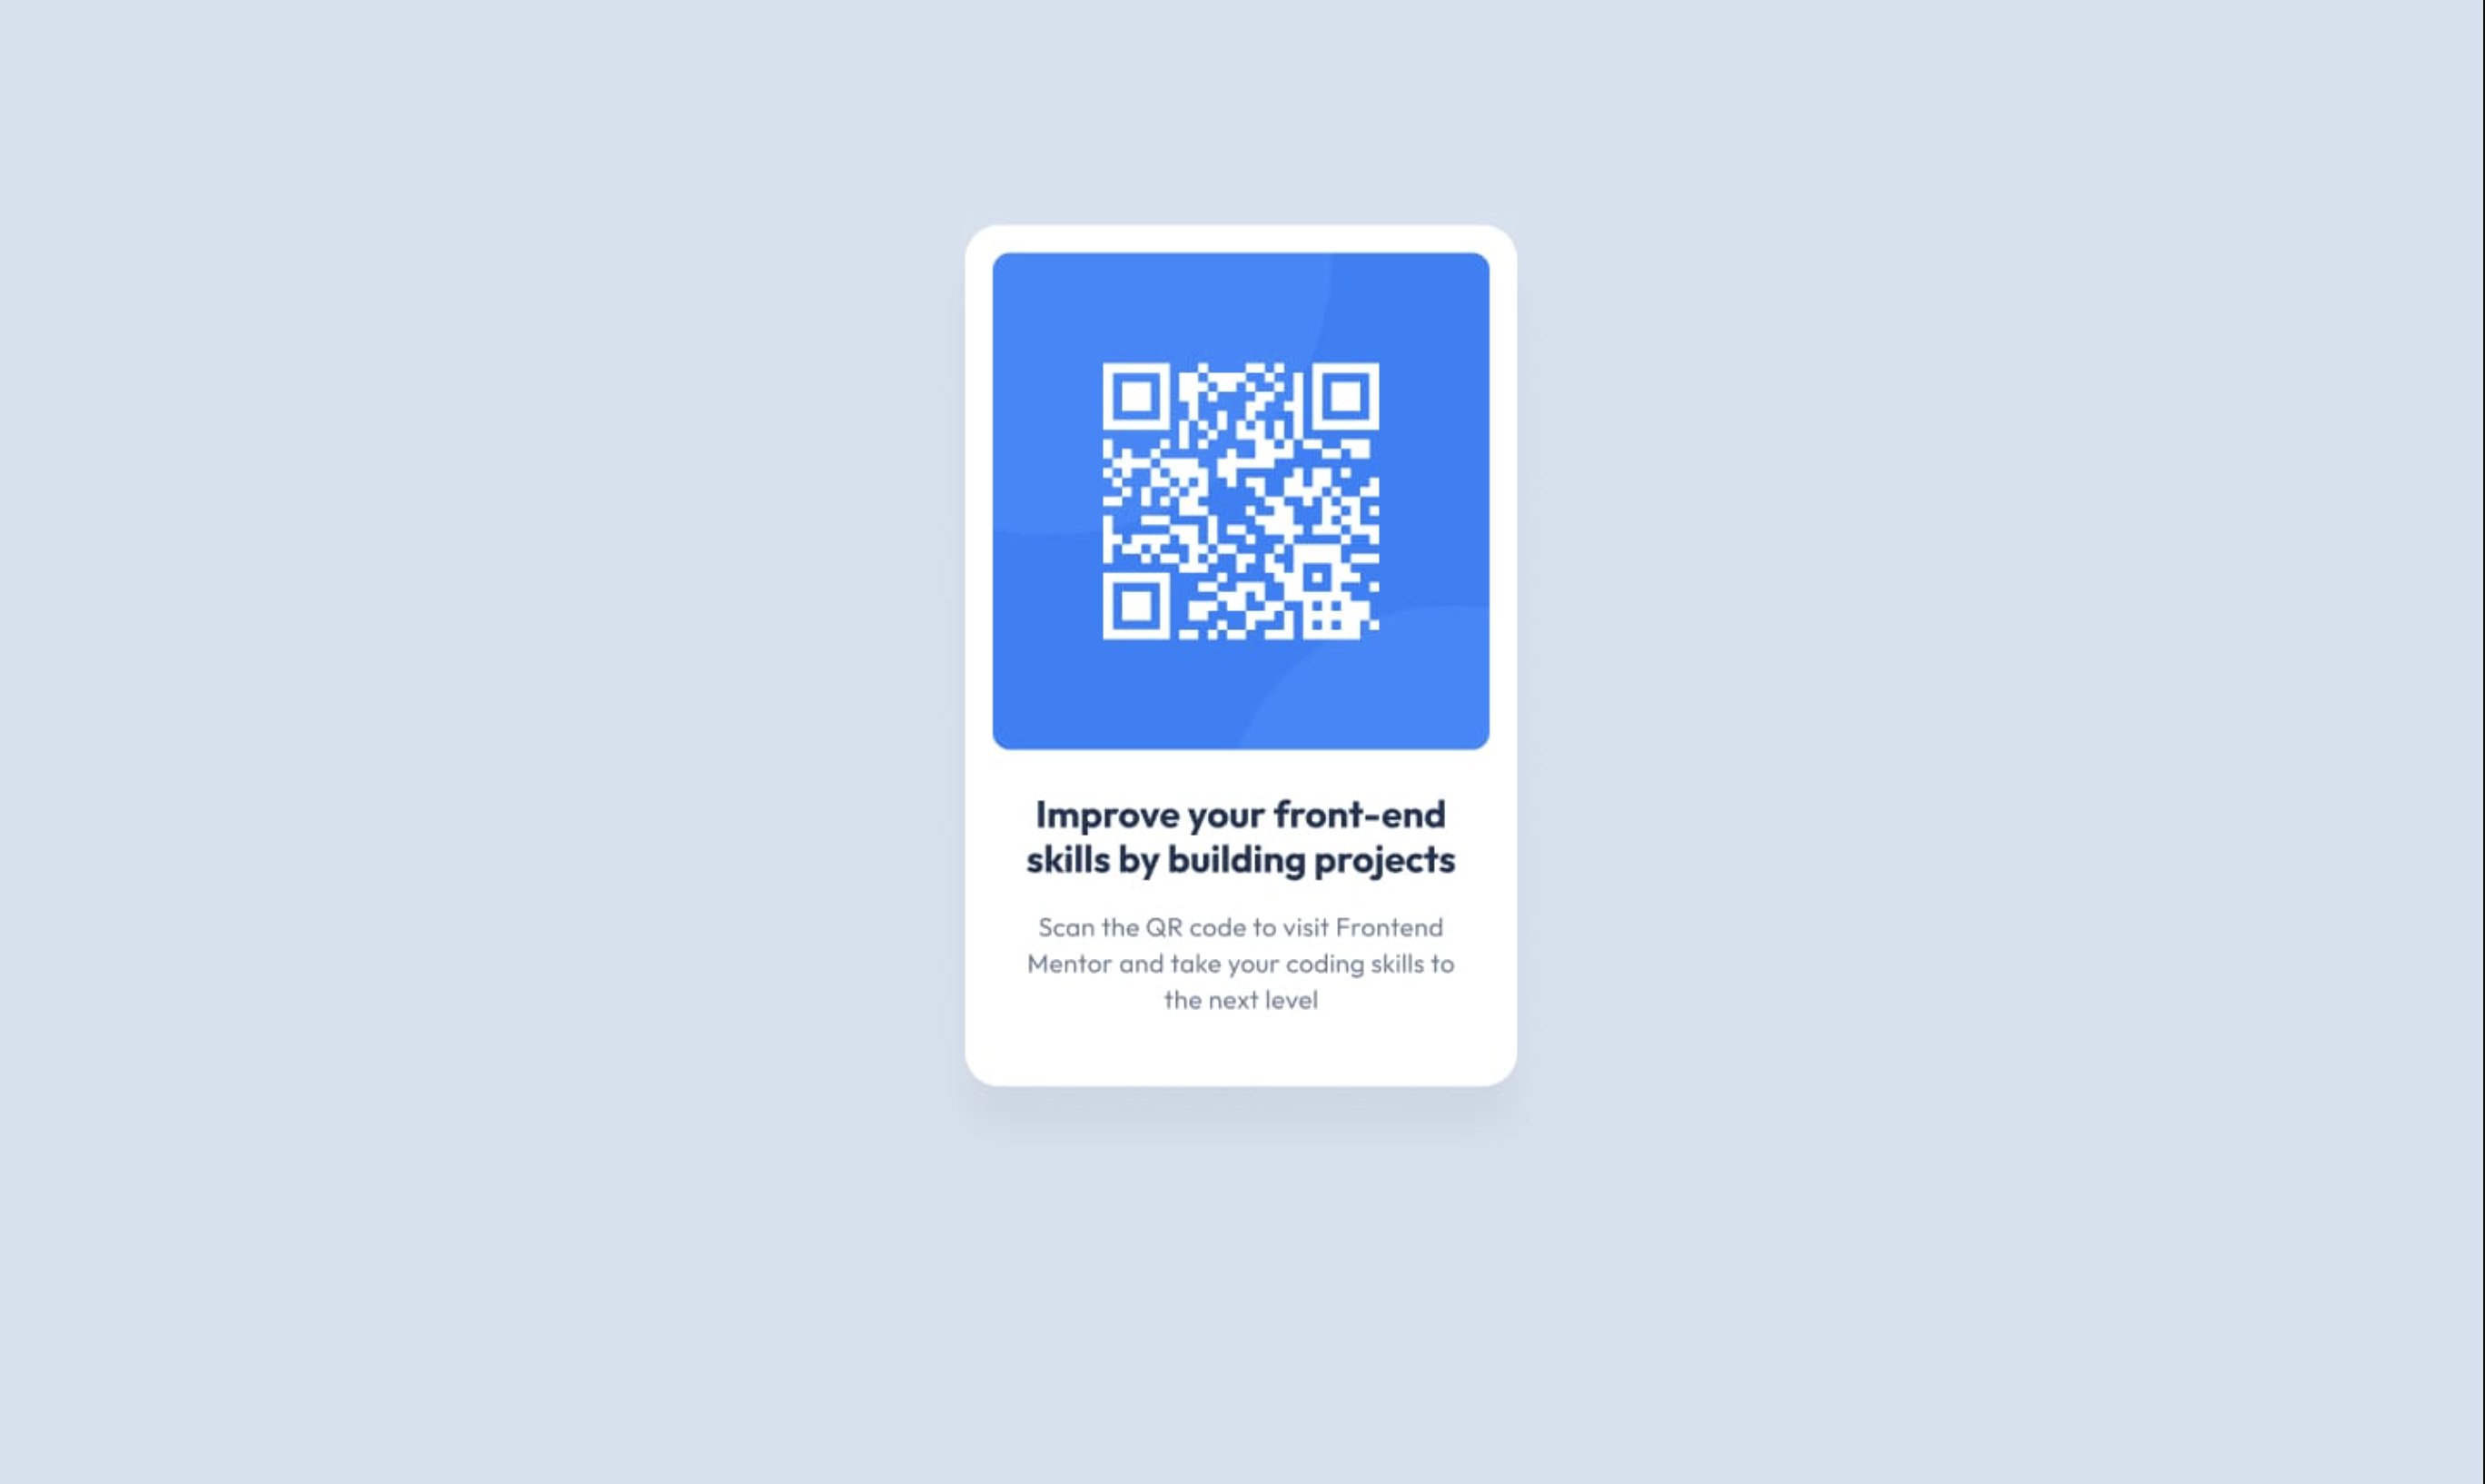 Improve your front-end
skills by building projects
Scan the QR code to visit Frontend
Mentor and take your coding skills to
the next level